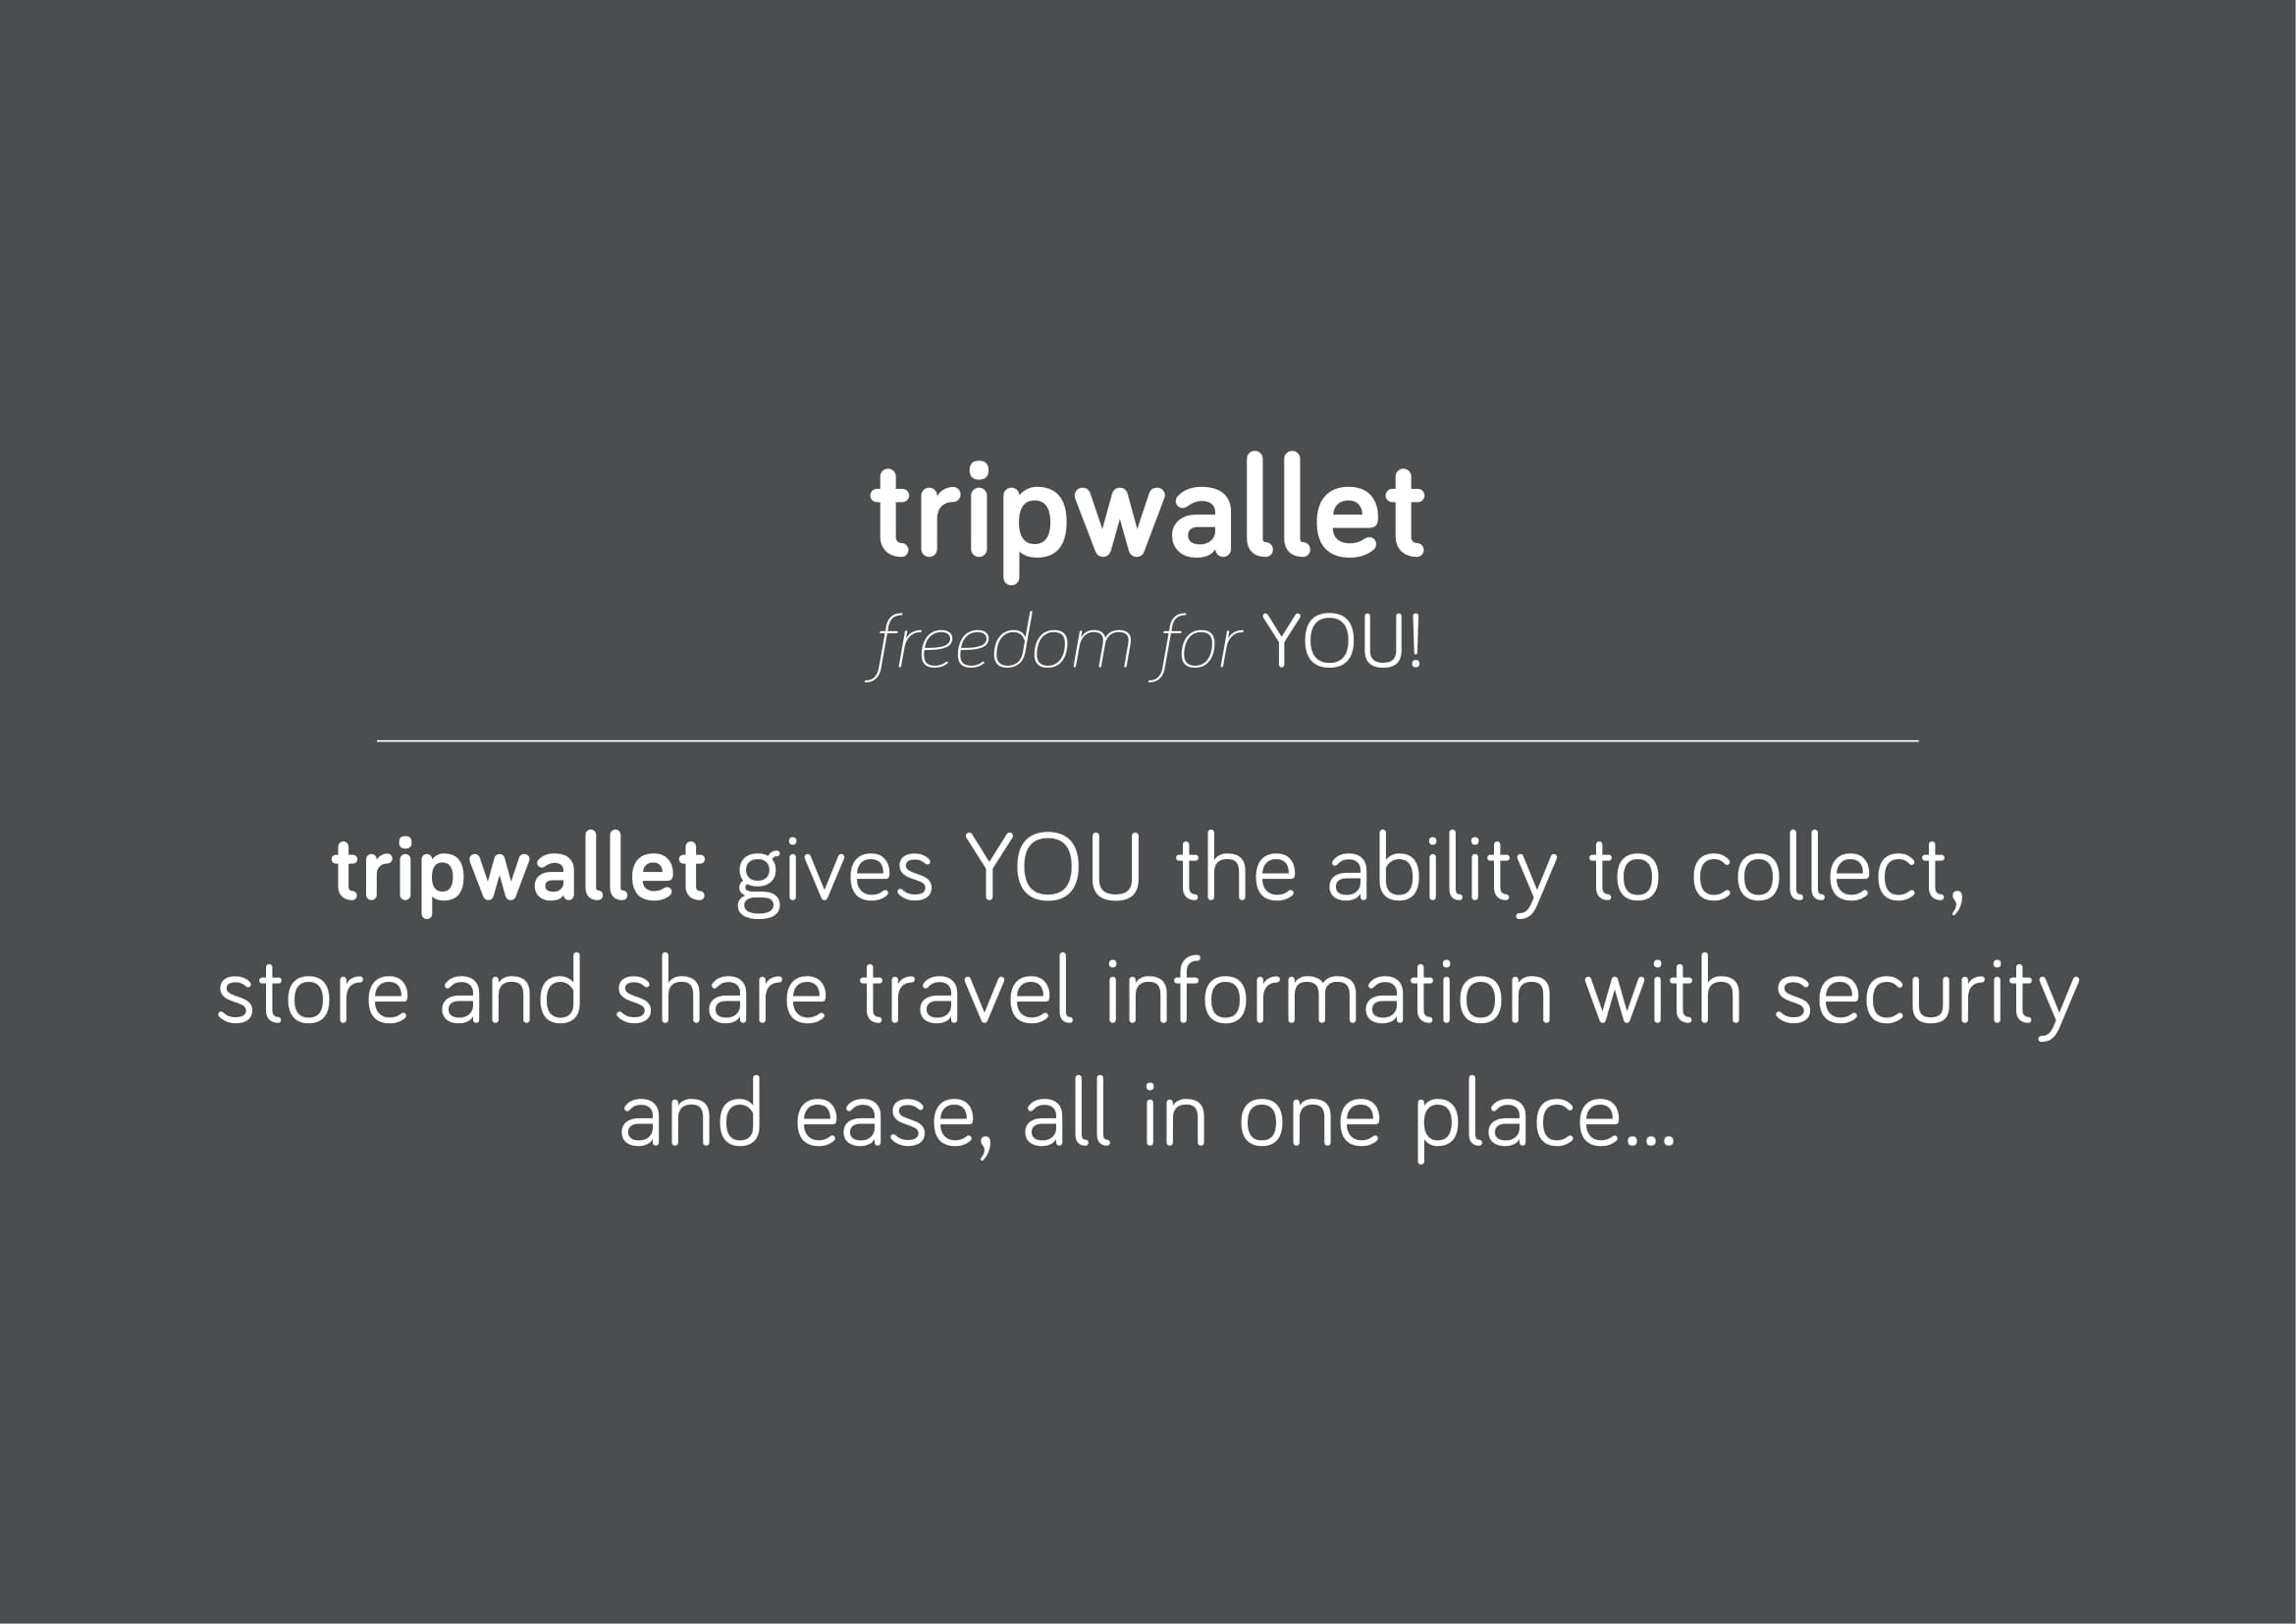 tripwallet
freedom for YOU!
tripwallet gives YOU the ability to collect,
store and share travel information with security
and ease, all in one place...